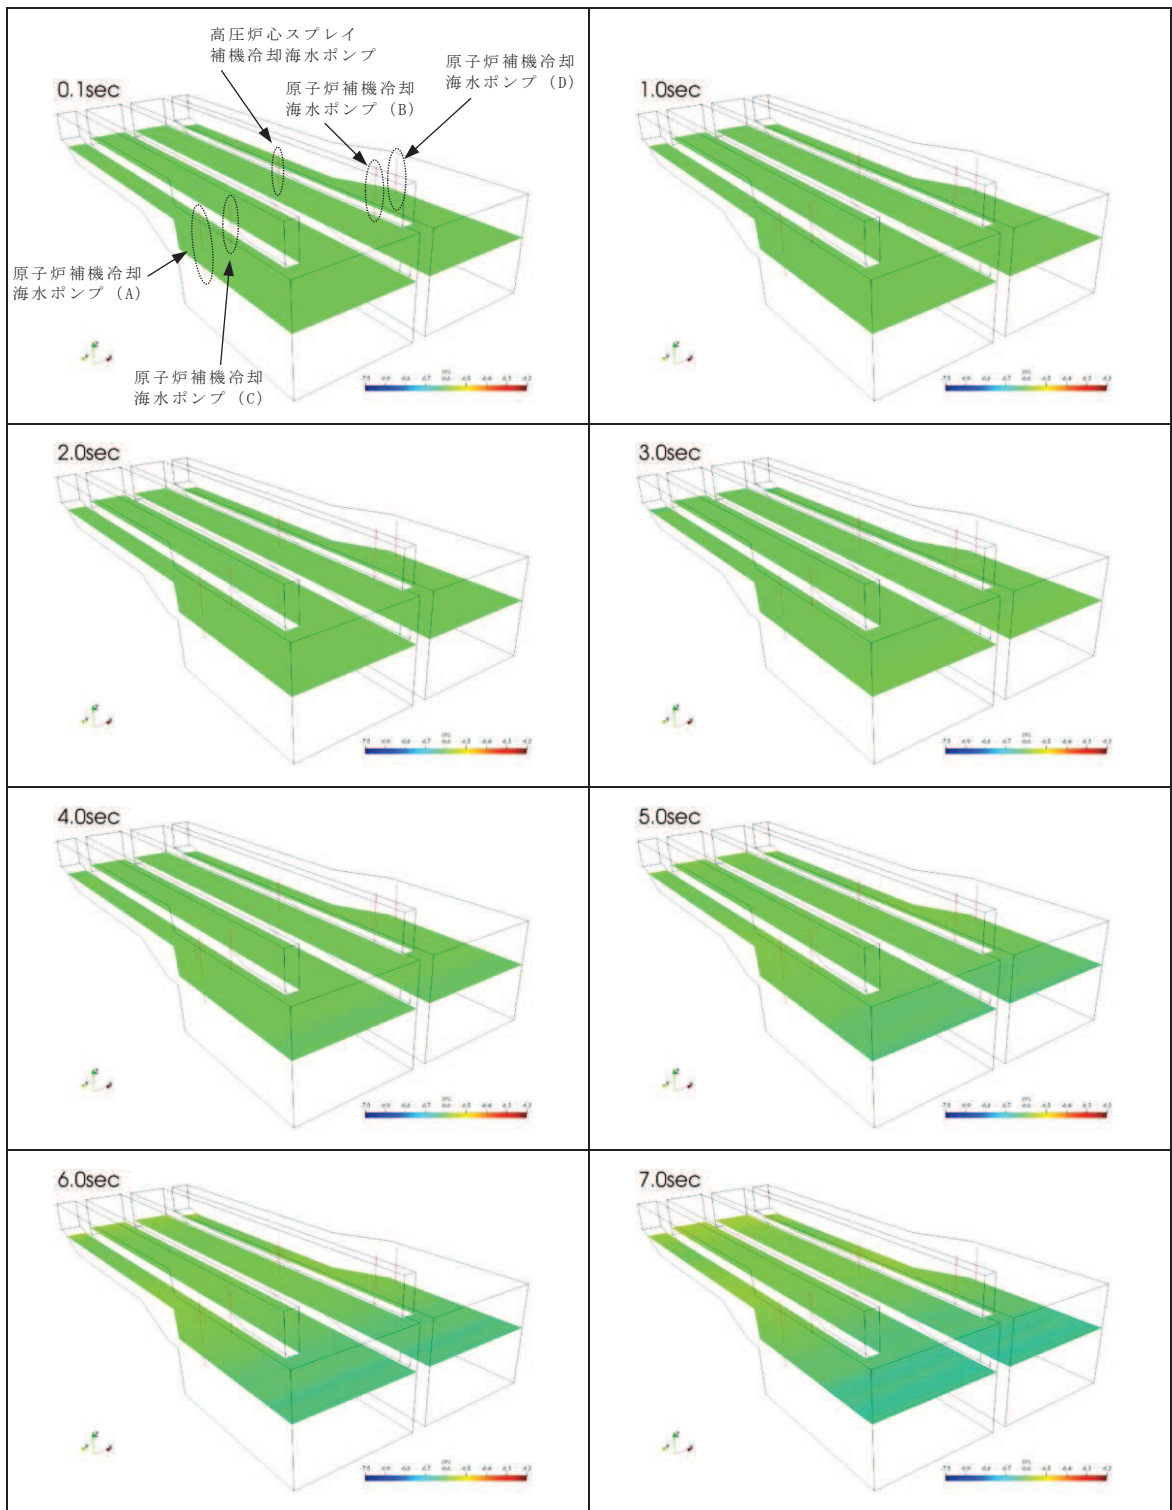 高圧炉心スプレイ
補機冷却海水ポンプ
原子炉補機冷却
海水ポンプ (B)
原子炉補機冷却
海水ポンプ (D)
0.1sec
原子炉補機冷却
海水ポンプ (A)
原子炉補機冷却
海水ポンプ (C)
1.0sec
2.0sec
3.0sec
4.0sec
5.0sec
6.0sec
7.0sec